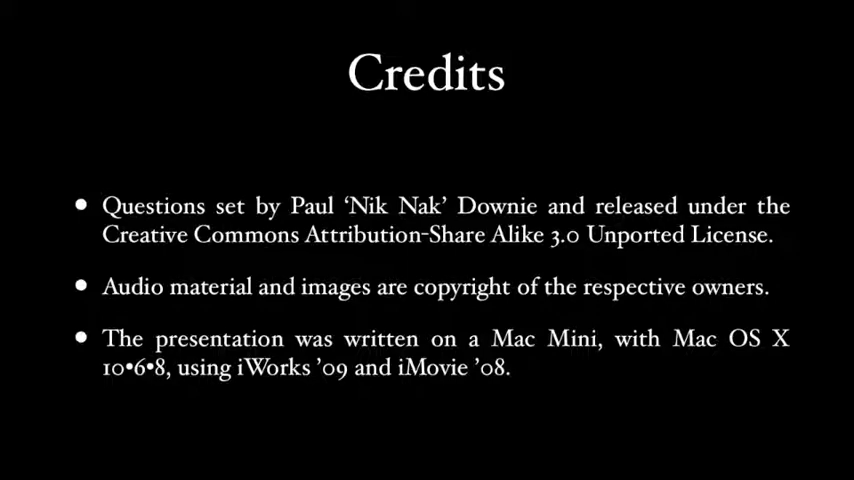 Credits
• Questions set by Paul ‘Nik Nak’ Downie and released under the
Creative Commons Attribution-Share Alike 3.0 Unported License.
• Audio material and images are copyright of the respective owners.
• The presentation was written on a Mac Mini, with Mac OS X
10•6•8, using iWorks ’09 and iMovie ’08.